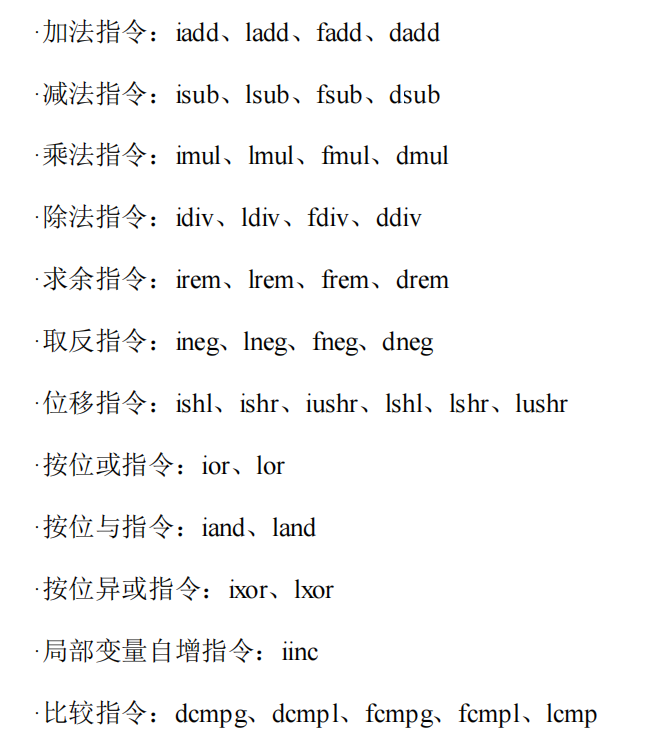 ·加法指令：iadd、ladd、fadd、dadd
·减法指令：isub、lsub、fsub、dsub
·乘法指令：imul、lmul、fmul、dmul
·除法指令：idiv、ldiv、fdiv、ddiv
·求余指令：irem、lrem、frem、drem
·取反指令：ineg、lneg、fneg、dneg
·位移指令：ishl、ishr、iushr、lshl、lshr、lushr
·按位或指令：ior、lor
·按位与指令：iand、land
·按位异或指令：ixor、lxor
·局部变量自增指令：iinc
·比较指令：dcmpg、dcmpl、fcmpg、fcmpl、lcmp